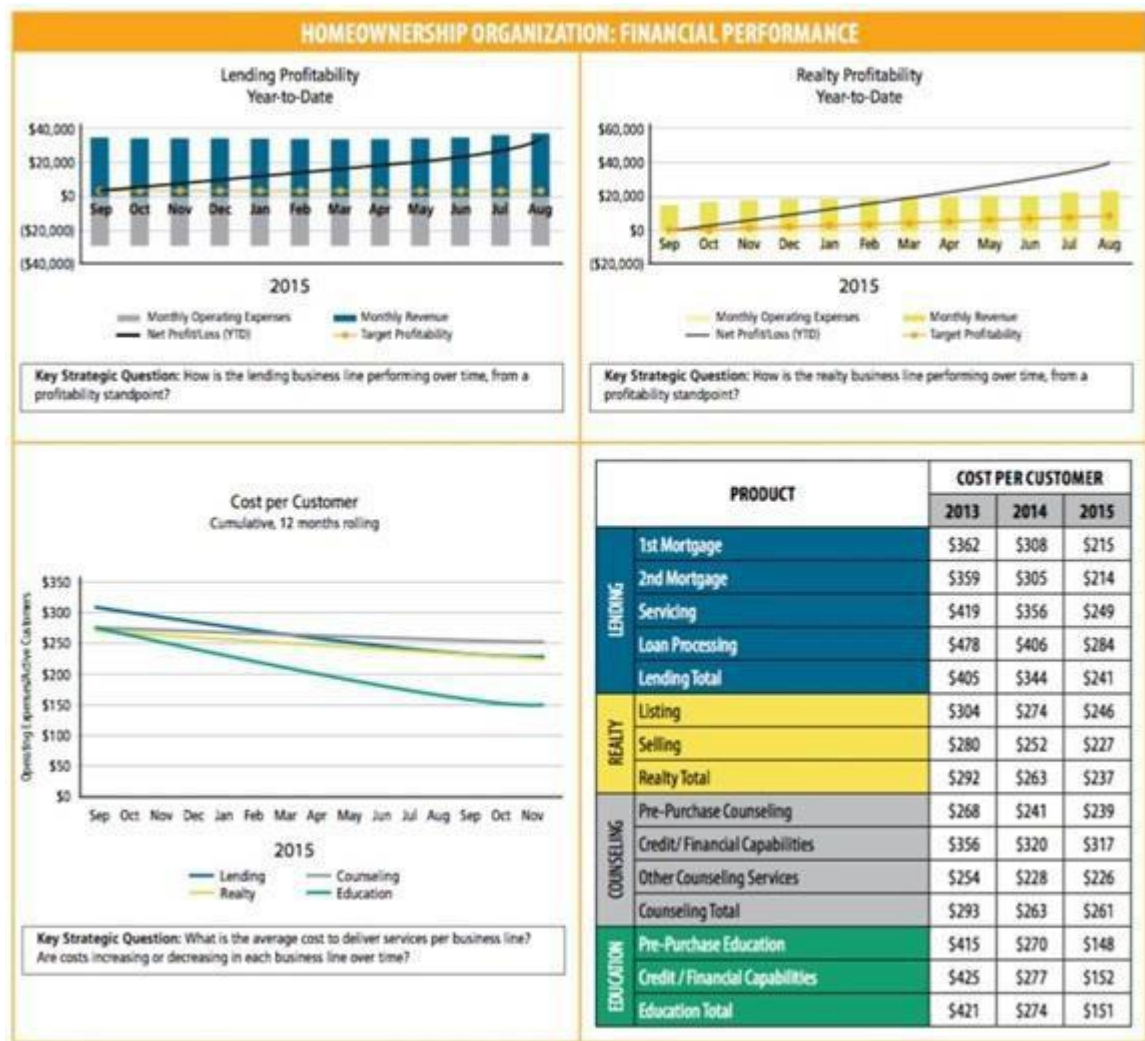 HOMEOWNERSHIP ORGANIZATION: FINANCIAL PERFORMANCE
Lending Profitability
Year-to-Date
$40,000
$20,000
$0
($20,000)
($40,000)
Sep Oct Nov Dec Jan Feb Mar Apr May Jun Jul Aug
2015
Monthly Operating Expenses Monthly Revenue
Net Profit/Loss (YTD) Target Profitability
Key Strategic Question: How is the lending business line performing over time, from a
profitability standpoint?
Realty Profitability
Year-to-Date
$60,000
$40,000
$20,000
$0
($20,000)
Sep Oct Nov Dec Jan Feb Mar Apr May Jun Jul Aug
2015
Monthly Operating Expenses Monthly Revenue
Net Profit/Loss (YTD) Target Profitability
Key Strategic Question: How is the realty business line performing over time, from a
profitability standpoint?
Cost per Customer
Cumulative, 12 months rolling
Operating Expenses/Active Customers
$350
$300
$250
$200
$150
$100
$50
$0
Sep Oct Nov Dec Jan Feb Mar Apr May Jun Jul Aug Sep Oct Nov
2015
Lending Counseling
Realty Education
Key Strategic Question: What is the average cost to deliver services per business line?
Are costs increasing or decreasing in each business line over time?
PRODUCT COST PER CUSTOMER
2013 2014 2015
LENDING
1st Mortgage $362 $308 $215
2nd Mortgage $359 $305 $214
Servicing $419 $356 $249
Loan Processing $478 $406 $284
Lending Total $405 $344 $241
REALTY
Listing $304 $274 $246
Selling $280 $252 $227
Realty Total $292 $263 $237
COUNSELING
Pre-Purchase Counseling $268 $241 $239
Credit/ Financial Capabilities $356 $320 $317
Other Counseling Services $254 $228 $226
Counseling Total $293 $263 $261
EDUCATION
Pre-Purchase Education $415 $270 $148
Credit / Financial Capabilities $425 $277 $152
Education Total $421 $274 $151